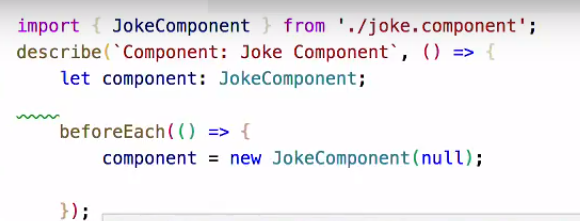 import { JokeComponent } from './joke.component';
describe(`Component: Joke Component`, () => {
    let component: JokeComponent;
    beforeEach(() => {
        component = new JokeComponent(null);
    });